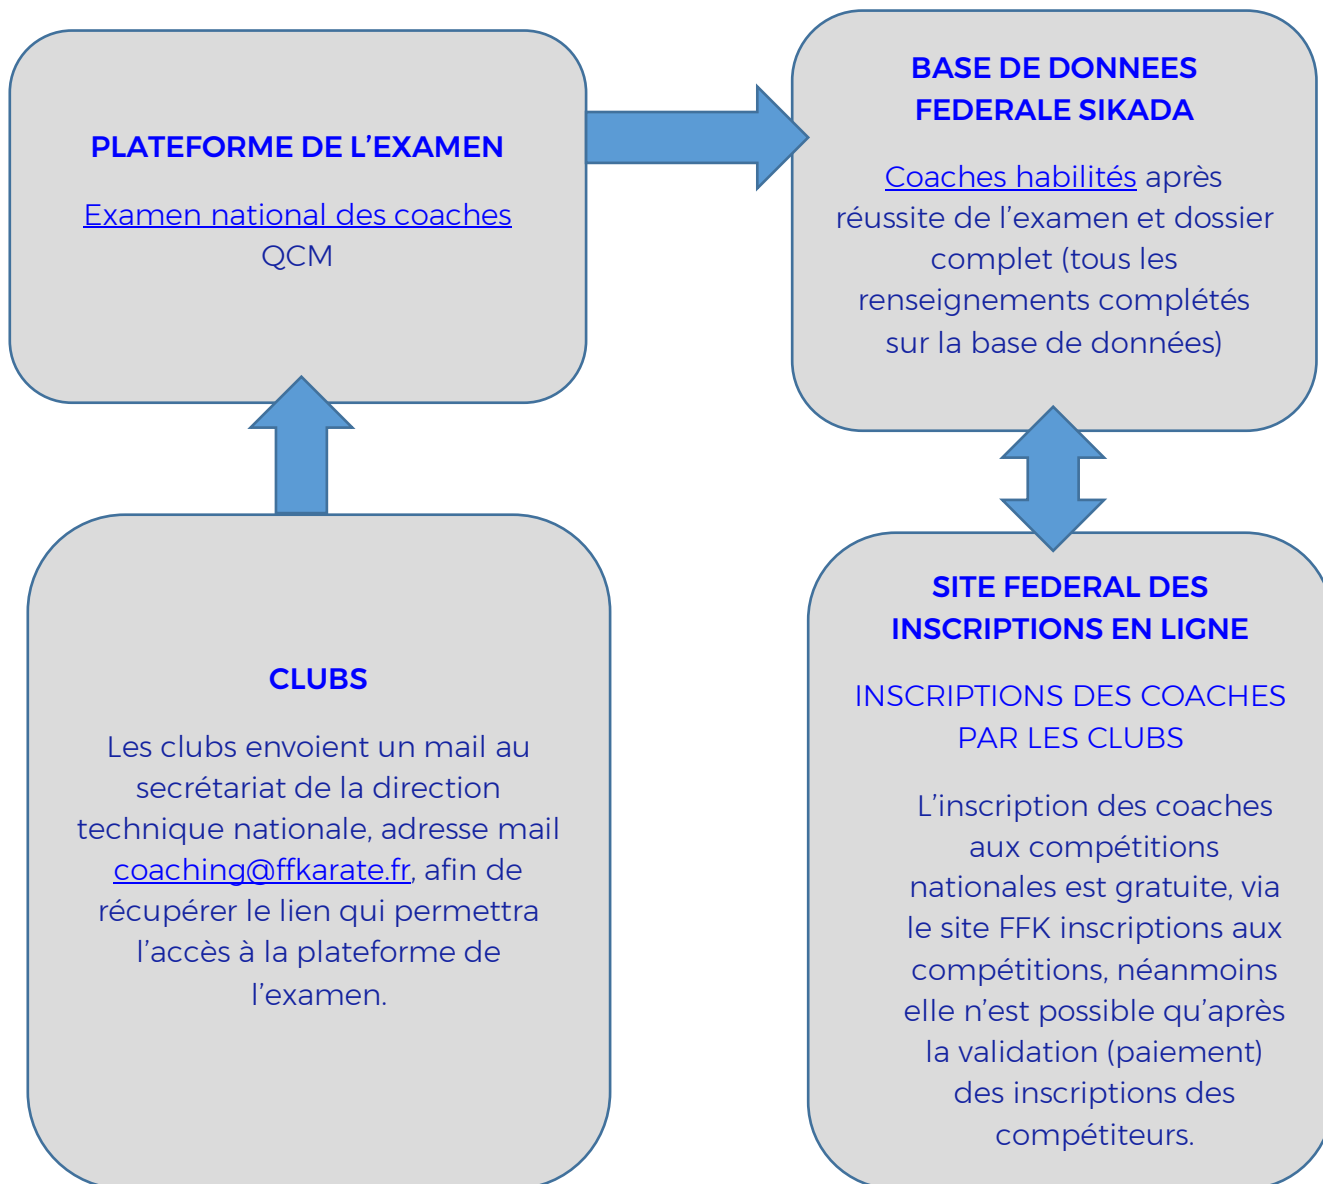 PLATEFORME DE L’EXAMEN
Examen national des coaches
QCM
BASE DE DONNEES
FEDERALE SIKADA
Coaches habilités après
réussite de l’examen et dossier
complet (tous les
renseignements complétés
sur la base de données)
CLUBS
Les clubs envoient un mail au
secrétariat de la direction
technique nationale, adresse mail
coaching@ffkarate.fr, afin de
récupérer le lien qui permettra
l’accès à la plateforme de
l’examen.
SITE FEDERAL DES
INSCRIPTIONS EN LIGNE
INSCRIPTIONS DES COACHES
PAR LES CLUBS
L’inscription des coaches
aux compétitions
nationales est gratuite, via
le site FFK inscriptions aux
compétitions, néanmoins
elle n’est possible qu’après
la validation (paiement)
des inscriptions des
compétiteurs.